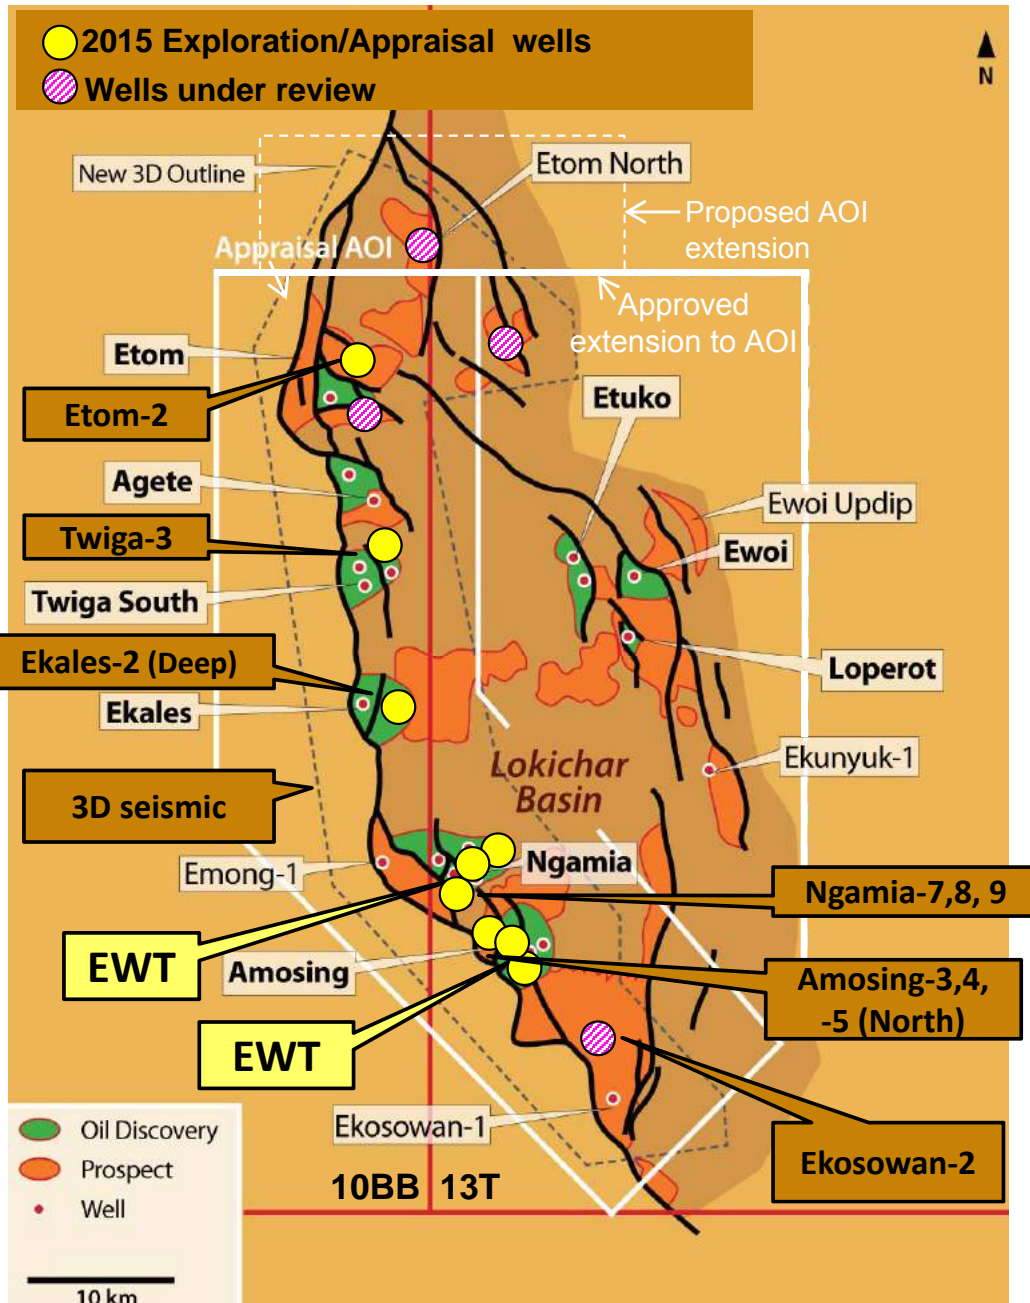 2015 Exploration/Appraisal wells
Wells under review
N
New 3D Outline
Etom North
Proposed AOI
extension
Appraisal AOI
Approved
extension to AOI
Etom
Etom-2
Etuko
Agete
Ewoi Updip
Twiga-3
Ewoi
Twiga South
Ekales-2 (Deep)
Loperot
Ekales
Lokichar
Basin
Ekunyuk-1
3D seismic
Emong-1
Ngamia
Ngamia-7,8, 9
EWT
Amosing
Amosing-3,4,
-5 (North)
EWT
Ekosowan-1
Ekosowan-2
10BB 13T
Oil Discovery
Prospect
Well
10 km